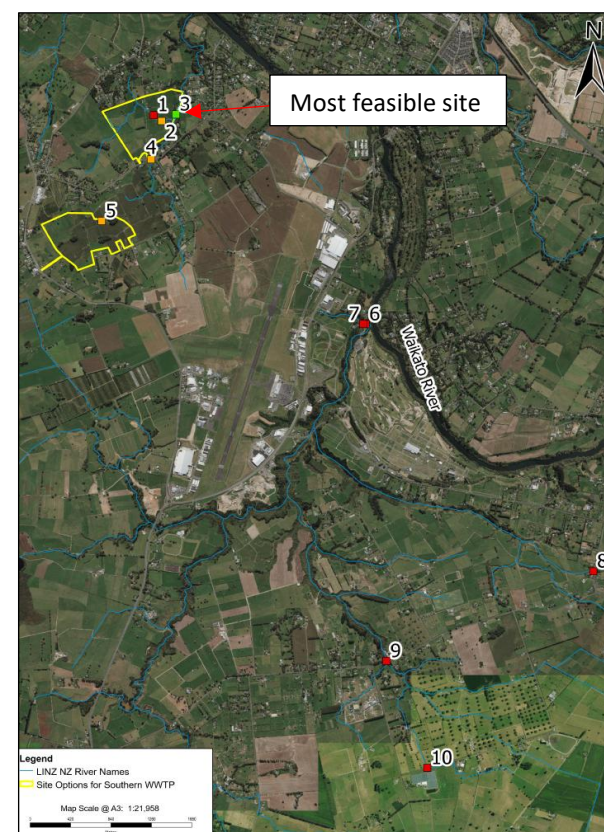 N
Most feasible site
1
3
2
4
5
7 6
Waikato River
8
9
10
Legend
LINZ NZ River Names
Site Options for Southern WWTP
Map Scale @ A3: 1:21,958